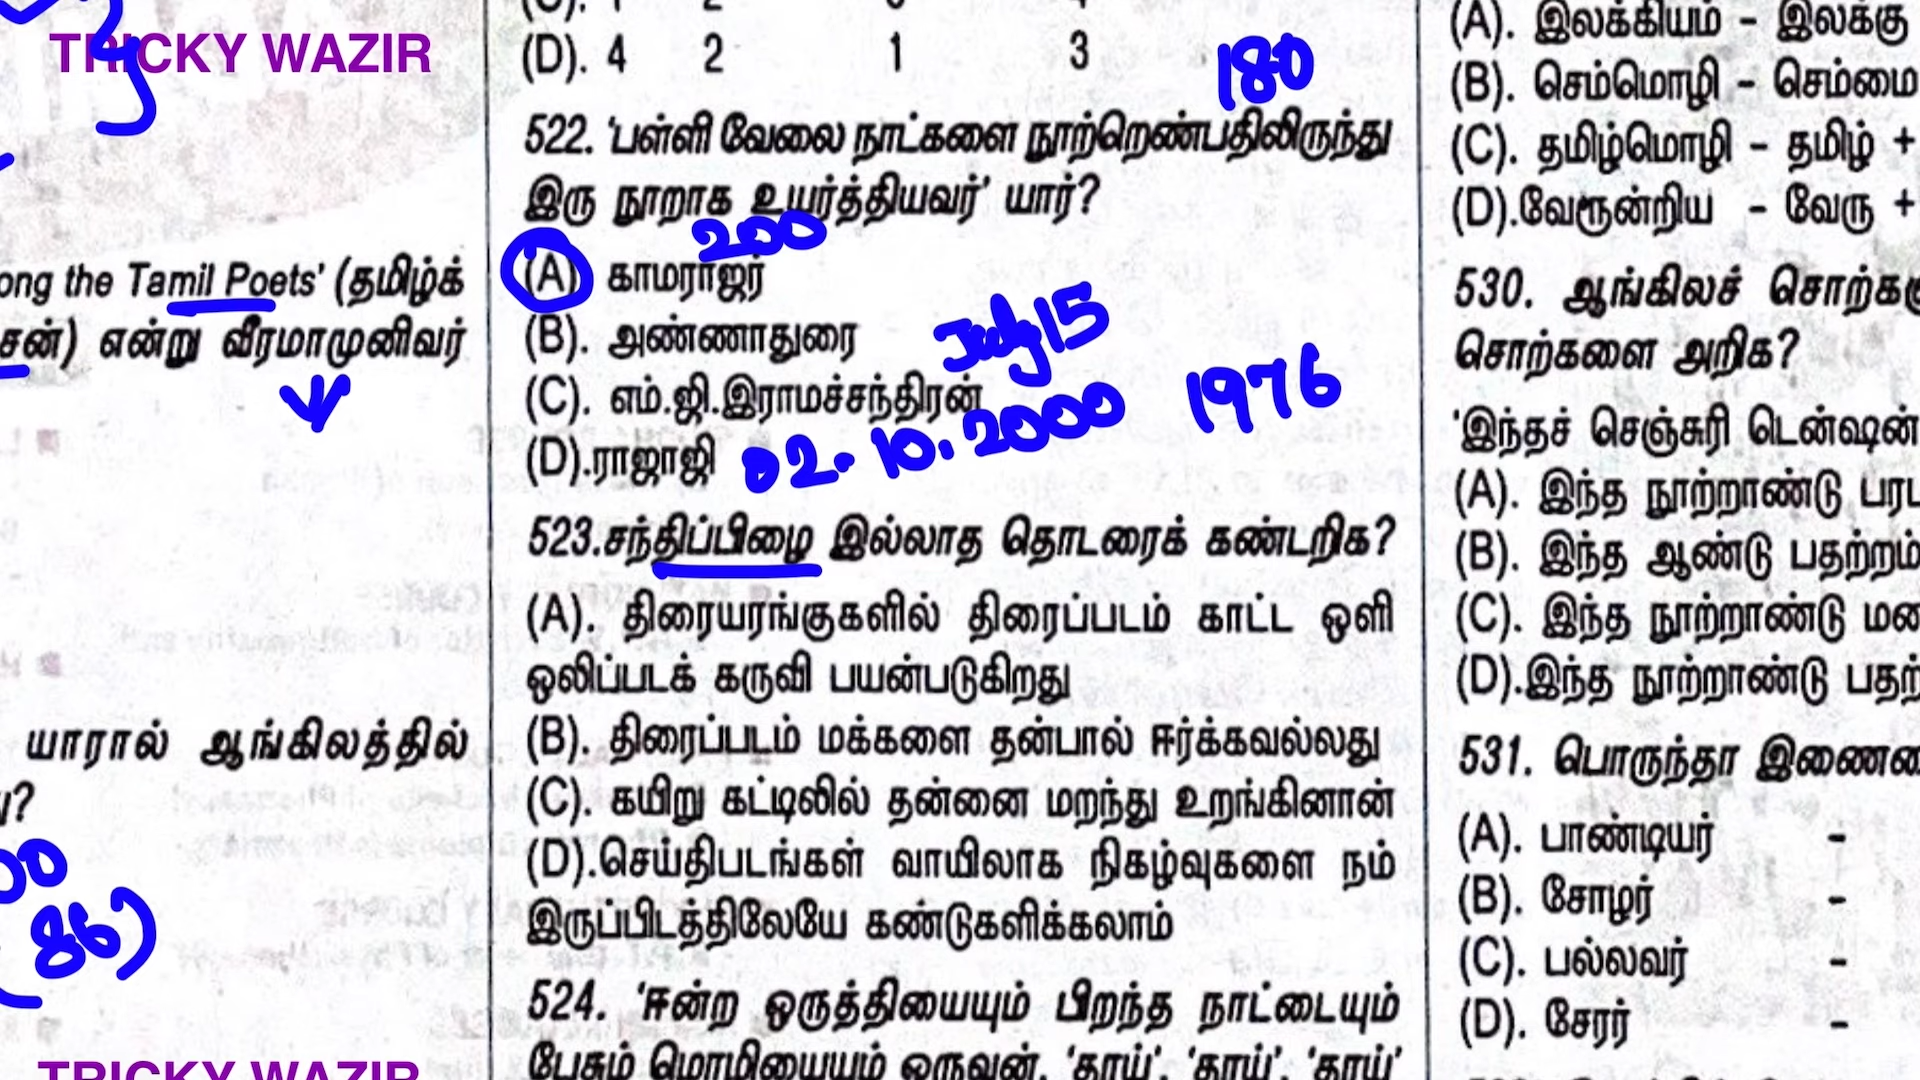 TRICKY WAZIR
ong the Tamil Poets' (தமிழ்க்
சன்) என்று வீரமாமுனிவர்
யாரால் ஆங்கிலத்தில்
86)
TRICKY WAZIR
(D). 4 2 1 3
180
522. 'பள்ளி வேலை நாட்களை நூற்றெண்பதிலிருந்து
இரு நூறாக உயர்த்தியவர்' யார்?
200
(A) காமராஜர்
(B). அண்ணாதுரை
July 15
(C). எம்.ஜி.இராமச்சந்திரன்
(D).ராஜாஜி
02.10.2000 1976
523.சந்திப்பிழை இல்லாத தொடரைக் கண்டறிக?
(A). திரையரங்குகளில் திரைப்படம் காட்ட ஒளி
ஒலிப்படக் கருவி பயன்படுகிறது
(B). திரைப்படம் மக்களை தன்பால் ஈர்க்கவல்லது
(C). கயிறு கட்டிலில் தன்னை மறந்து உறங்கினான்
(D).செய்திபடங்கள் வாயிலாக நிகழ்வுகளை நம்
இருப்பிடத்திலேயே கண்டுகளிக்கலாம்
524. 'ஈன்ற ஒருத்தியையும் பிறந்த நாட்டையும்
பேசும் மொழியையும் ஒருவன், 'தாய்', 'தாய்', 'தாய்'
(A). இலக்கியம் - இலக்கு
(B). செம்மொழி - செம்மை
(C). தமிழ்மொழி - தமிழ் +
(D).வேரூன்றிய - வேரு +
530. ஆங்கிலச்
சொற்களை அறிக?
'இந்தச் செஞ்சுரி டென்ஷன்
(A). இந்த நூற்றாண்டு
(B). இந்த ஆண்டு பதற்றம்
(C). இந்த நூற்றாண்டு
(D).இந்த நூற்றாண்டு
531. பொருந்தா
(A). பாண்டியர் -
(B). சோழர் -
(C). பல்லவர் -
(D). சேரர் -